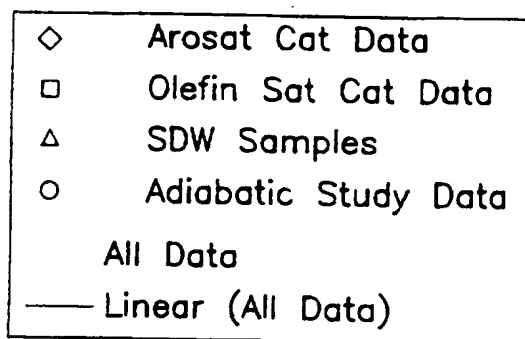 Arosat Cat Data
Olefin Sat Cat Data
SDW Samples
Adiabatic Study Data
All Data
Linear (All Data)